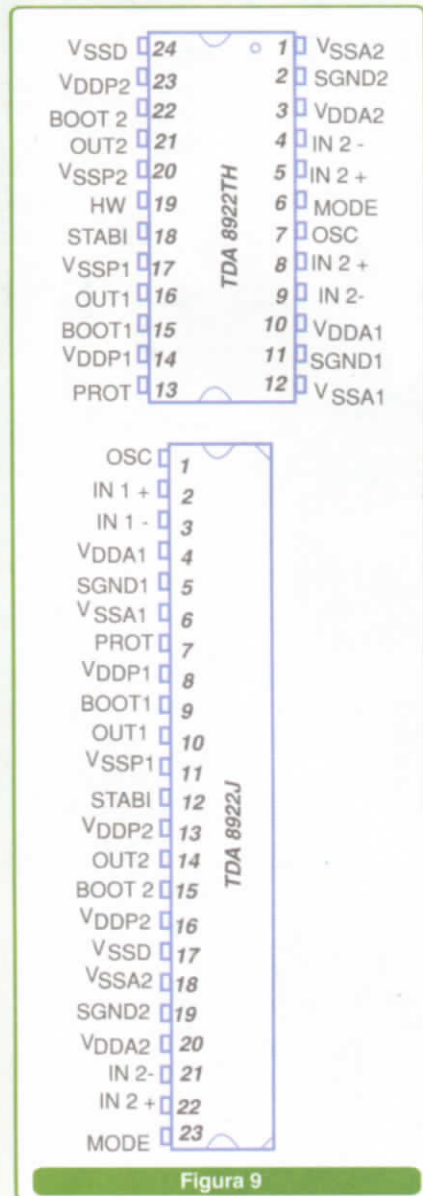 VSSD 24 1 VSSA2
VDDP2 23 2 SGND2
BOOT 2 22 3 VDDA2
OUT2 21 4 IN 2 -
VSSP2 20 5 IN 2 +
HW 19 6 MODE
STABI 18 7 OSC
VSSP1 17 8 IN 2 +
OUT1 16 9 IN 2-
BOOT1 15 10 VDDA1
VDDP1 14 11 SGND1
PROT 13 12 VSSA1
TDA 8922TH
OSC 1
IN 1 + 2
IN 1 - 3
VDDA1 4
SGND1 5
VSSA1 6
PROT 7
VDDP1 8
BOOT1 9
OUT1 10
VSSP1 11
STABI 12
VDDP2 13
OUT2 14
BOOT 2 15
VDDP2 16
VSSD 17
VSSA2 18
SGND2 19
VDDA2 20
IN 2- 21
IN 2 + 22
MODE 23
TDA 8922J
Figura 9